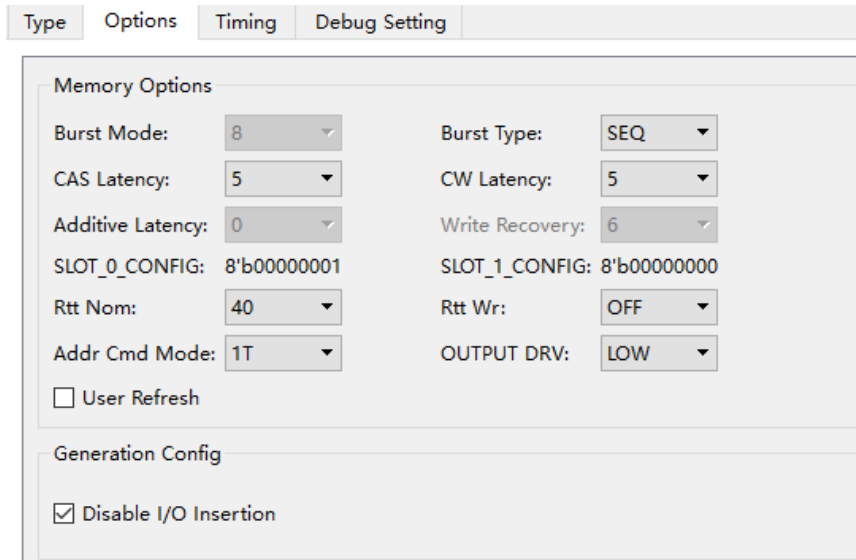 Type Options Timing Debug Setting
Memory Options
Burst Mode: 8 Burst Type: SEQ
CAS Latency: 5 CW Latency: 5
Additive Latency: 0 Write Recovery: 6
SLOT_0_CONFIG: 8'b00000001 SLOT_1_CONFIG: 8'b00000000
Rtt Nom: 40 Rtt Wr: OFF
Addr Cmd Mode: 1T OUTPUT DRV: LOW
User Refresh
Generation Config
Disable I/O Insertion